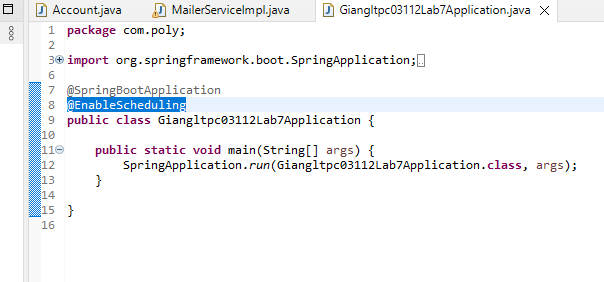 Account.java MailerServiceImpl.java Giangltpc03112Lab7Application.java
1 package com.poly;
2
3 import org.springframework.boot.SpringApplication;
7 @SpringBootApplication
8 @EnableScheduling
9 public class Giangltpc03112Lab7Application {
10
11 public static void main(String[] args) {
12 SpringApplication.run(Giangltpc03112Lab7Application.class, args);
13 }
14
15 }
16